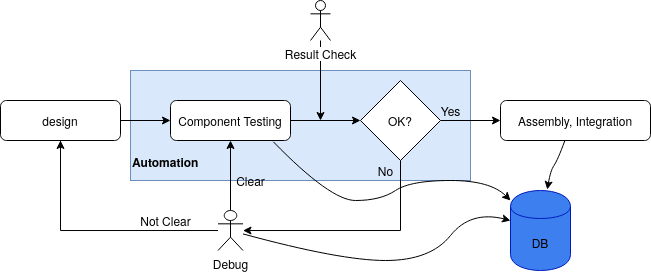 Result Check
design
Component Testing
OK?
Yes
Assembly, Integration
Automation
No
Clear
Not Clear
DB
Debug